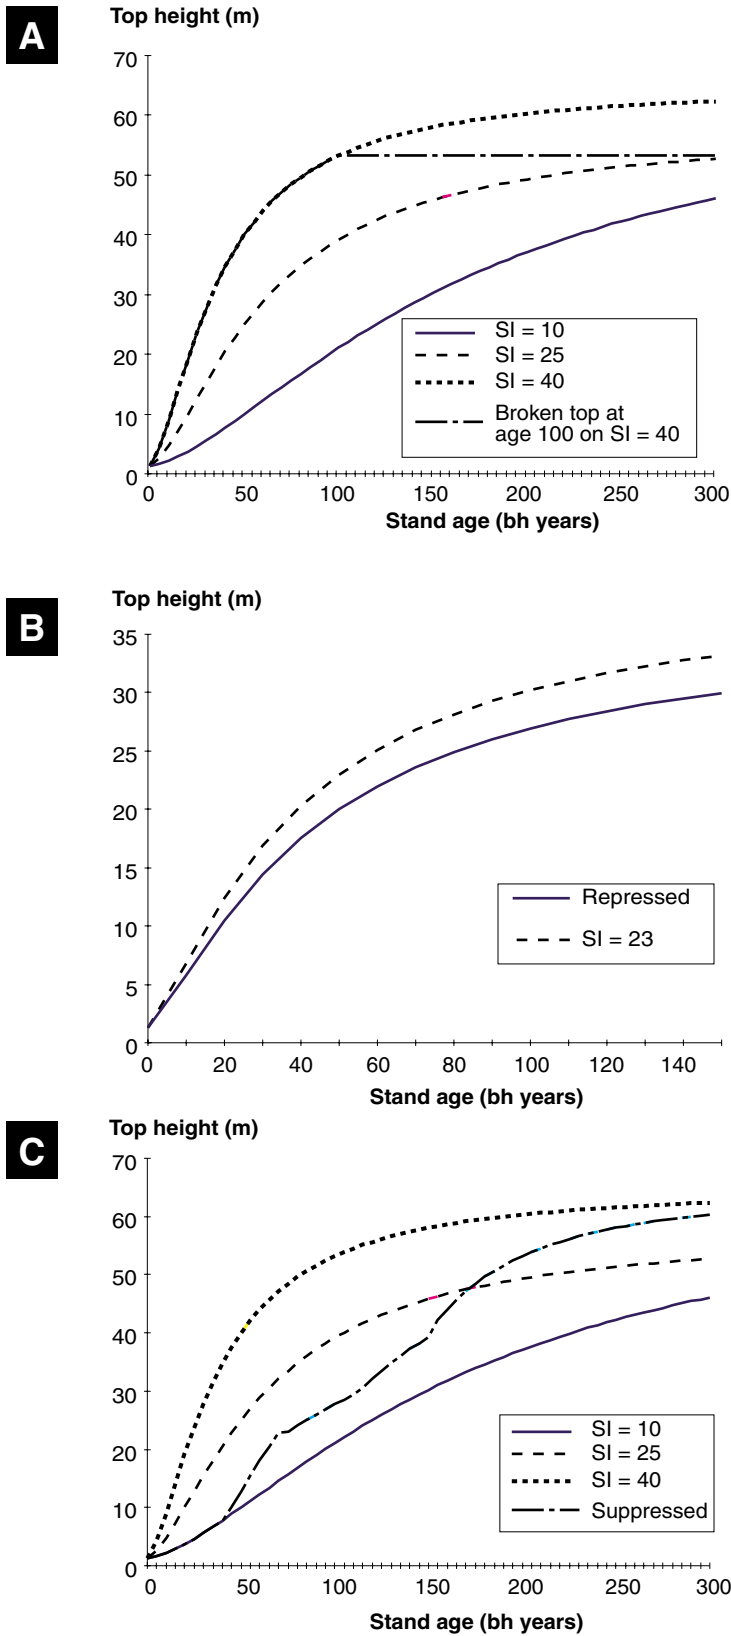 A
Top height (m)
70
60
50
40
30
20
10
0
SI = 10
SI = 25
SI = 40
Broken top at
age 100 on SI = 40
0 50 100 150 200 250 300
Stand age (bh years)
B
Top height (m)
35
30
25
20
15
10
5
0
Repressed
SI = 23
0 20 40 60 80 100 120 140
Stand age (bh years)
C
Top height (m)
70
60
50
40
30
20
10
0
SI = 10
SI = 25
SI = 40
Suppressed
0 50 100 150 200 250 300
Stand age (bh years)